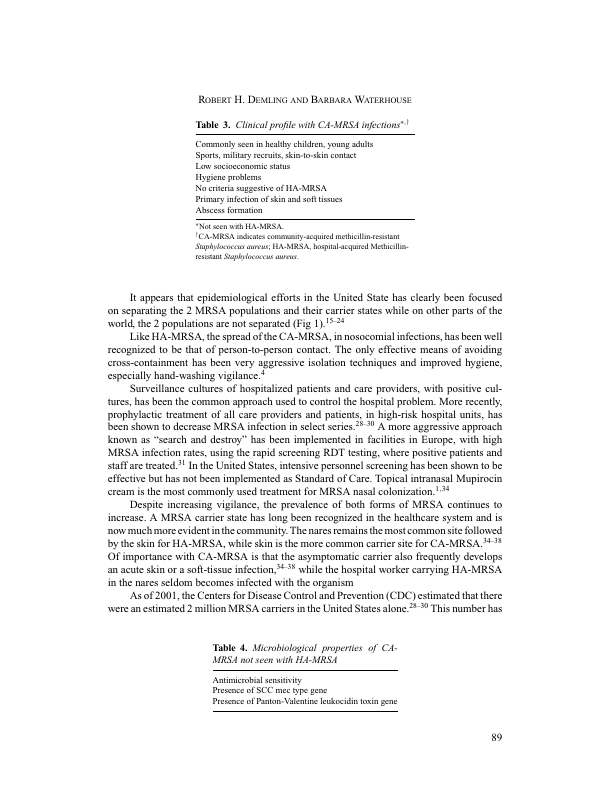 ROBERT H. DEMLING AND BARBARA WATERHOUSE
Table 3. Clinical profile with CA-MRSA infections*,†
Commonly seen in healthy children, young adults
Sports, military recruits, skin-to-skin contact
Low socioeconomic status
Hygiene problems
No criteria suggestive of HA-MRSA
Primary infection of skin and soft tissues
Abscess formation
*Not seen with HA-MRSA.
†CA-MRSA indicates community-acquired methicillin-resistant
Staphylococcus aureus; HA-MRSA, hospital-acquired Methicillin-
resistant Staphylococcus aureus.
It appears that epidemiological efforts in the United State has clearly been focused
on separating the 2 MRSA populations and their carrier states while on other parts of the
world, the 2 populations are not separated (Fig 1).15–24
Like HA-MRSA, the spread of the CA-MRSA, in nosocomial infections, has been well
recognized to be that of person-to-person contact. The only effective means of avoiding
cross-containment has been very aggressive isolation techniques and improved hygiene,
especially hand-washing vigilance.4
Surveillance cultures of hospitalized patients and care providers, with positive cul-
tures, has been the common approach used to control the hospital problem. More recently,
prophylactic treatment of all care providers and patients, in high-risk hospital units, has
been shown to decrease MRSA infection in select series.28–30 A more aggressive approach
known as “search and destroy” has been implemented in facilities in Europe, with high
MRSA infection rates, using the rapid screening RDT testing, where positive patients and
staff are treated.31 In the United States, intensive personnel screening has been shown to be
effective but has not been implemented as Standard of Care. Topical intranasal Mupirocin
cream is the most commonly used treatment for MRSA nasal colonization.1,34
Despite increasing vigilance, the prevalence of both forms of MRSA continues to
increase. A MRSA carrier state has long been recognized in the healthcare system and is
now much more evident in the community. The nares remains the most common site followed
by the skin for HA-MRSA, while skin is the more common carrier site for CA-MRSA.34–38
Of importance with CA-MRSA is that the asymptomatic carrier also frequently develops
an acute skin or a soft-tissue infection,34–38 while the hospital worker carrying HA-MRSA
in the nares seldom becomes infected with the organism
As of 2001, the Centers for Disease Control and Prevention (CDC) estimated that there
were an estimated 2 million MRSA carriers in the United States alone.28–30 This number has
Table 4. Microbiological properties of CA-
MRSA not seen with HA-MRSA
Antimicrobial sensitivity
Presence of SCC mec type gene
Presence of Panton-Valentine leukocidin toxin gene
89